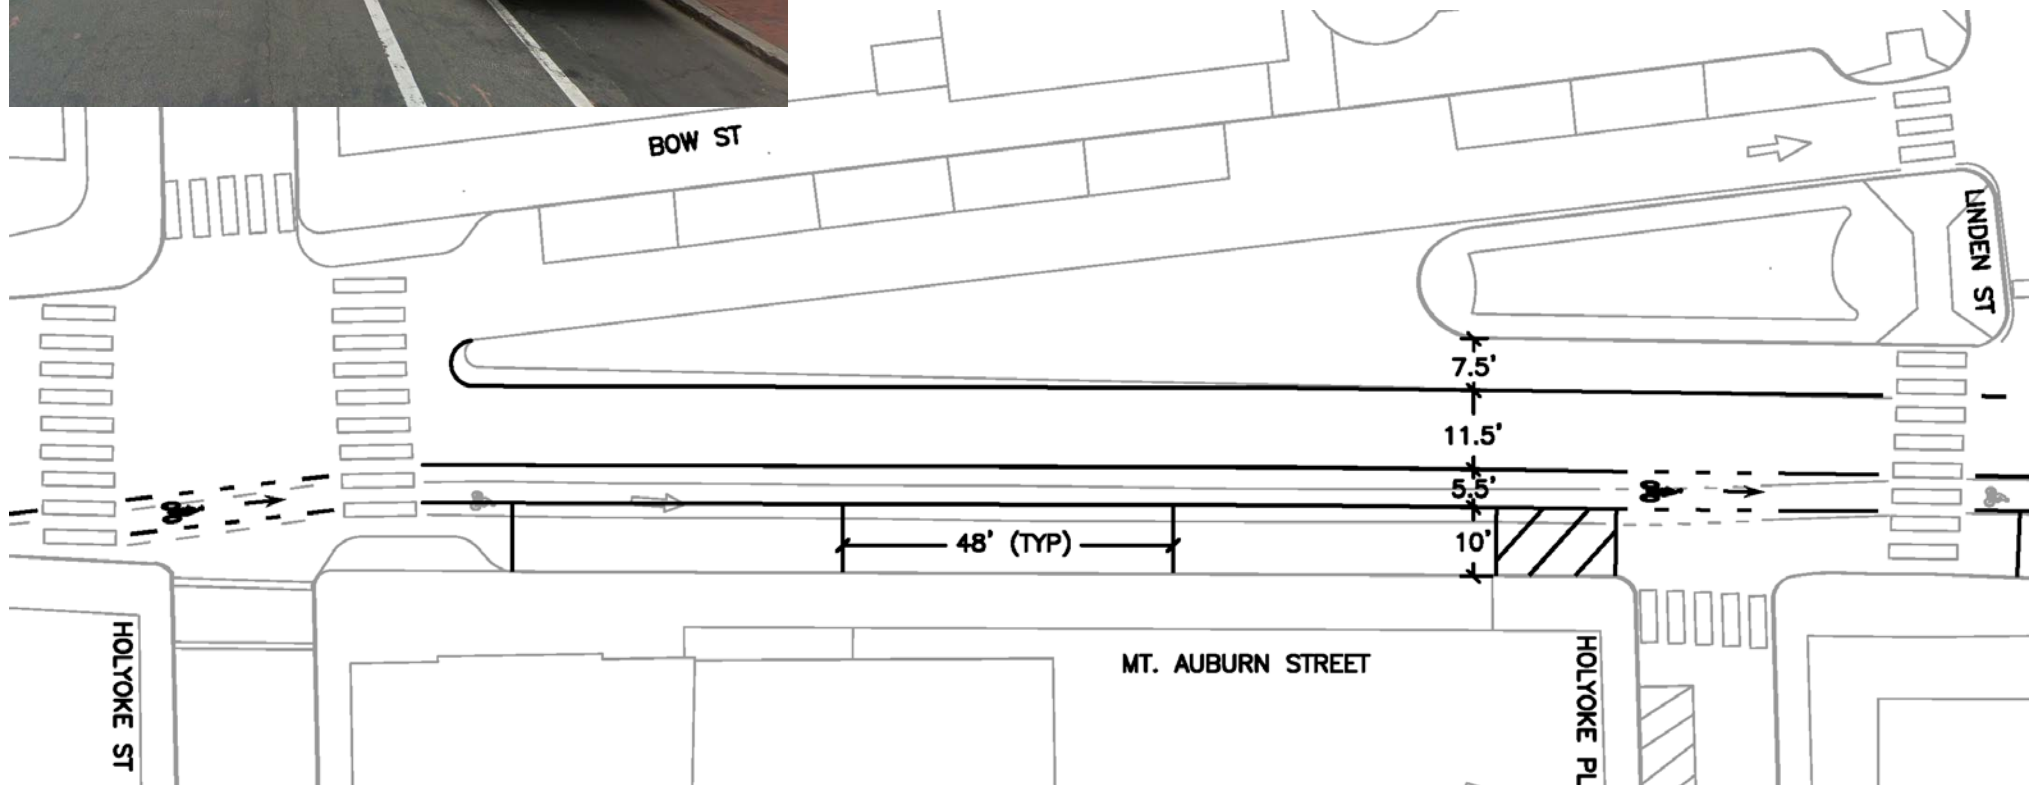 BOW ST
LINDEN ST
7.5'
11.5'
5.5'
48' (TYP)
10'
HOLYOKE ST
MT. AUBURN STREET
HOLYOKE PL